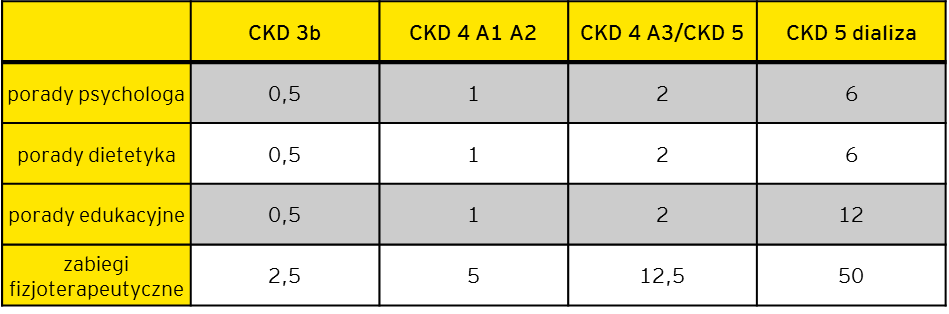 CKD 3b CKD 4 A1 A2 CKD 4 A3/CKD 5 CKD 5 dializa
porady psychologa 0,5 1 2 6
porady dietetyka 0,5 1 2 6
porady edukacyjne 0,5 1 2 12
zabiegi
fizjoterapeutyczne 2,5 5 12,5 50